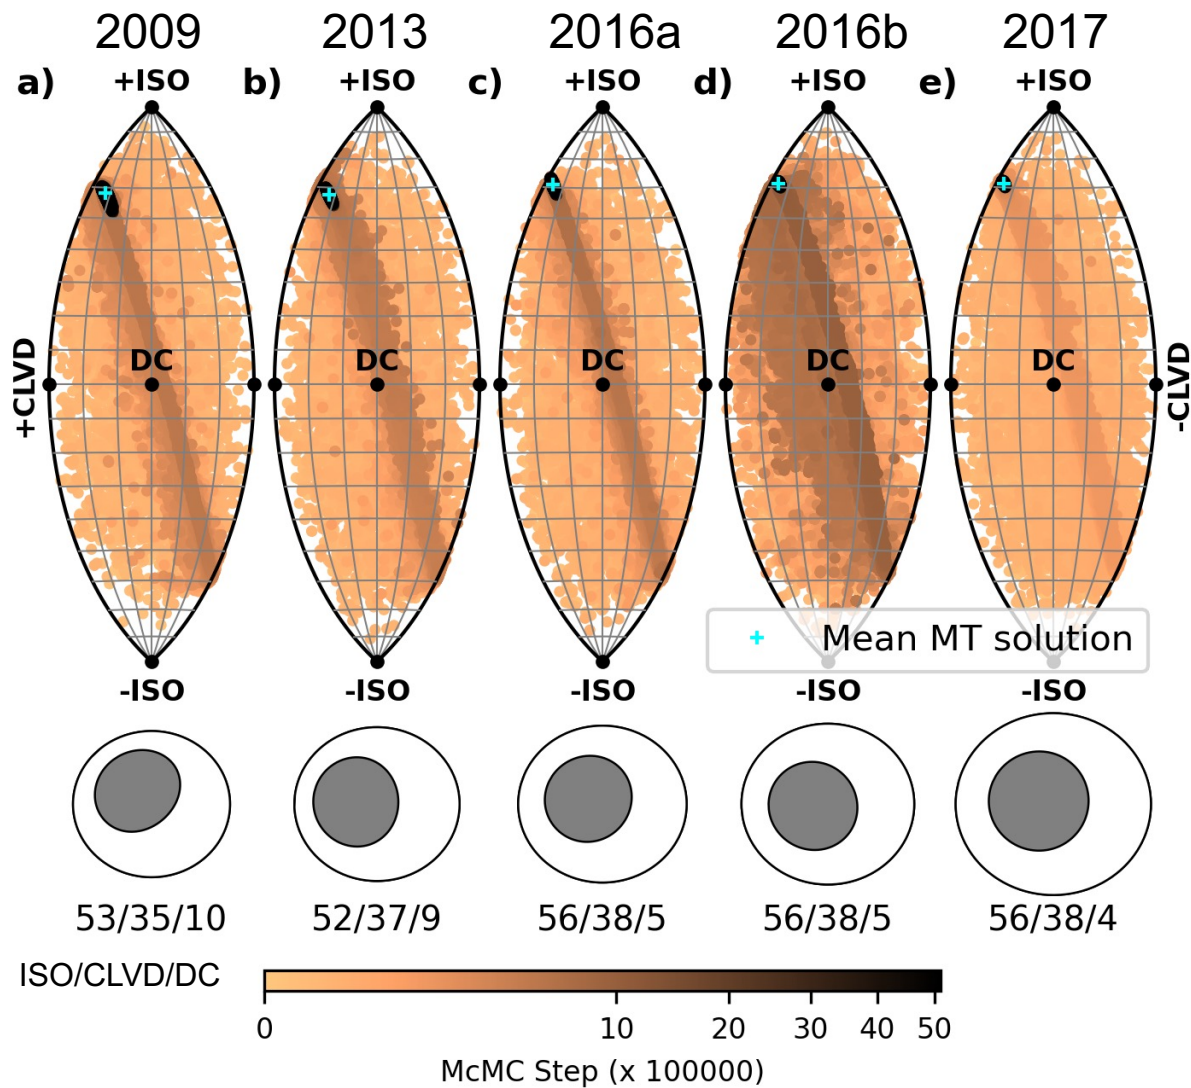 2009 2013 2016a 2016b 2017
a) +ISO b) +ISO c) +ISO d) +ISO e) +ISO
+CLVD
DC DC DC DC DC
-CLVD
Mean MT solution
-ISO -ISO -ISO -ISO -ISO
53/35/10 52/37/9 56/38/5 56/38/5 56/38/4
ISO/CLVD/DC
0 10 20 30 40 50
McMC Step (x 100000)